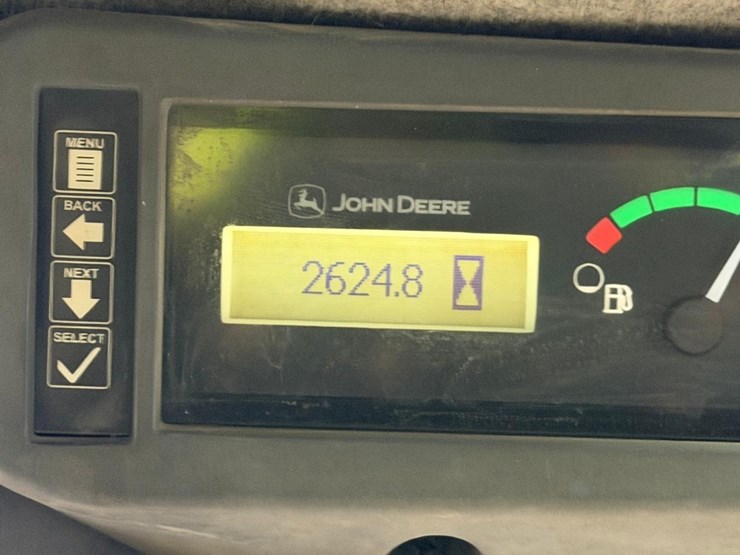 MENU
BACK
NEXT
SELECT
JOHN DEERE
2624.8